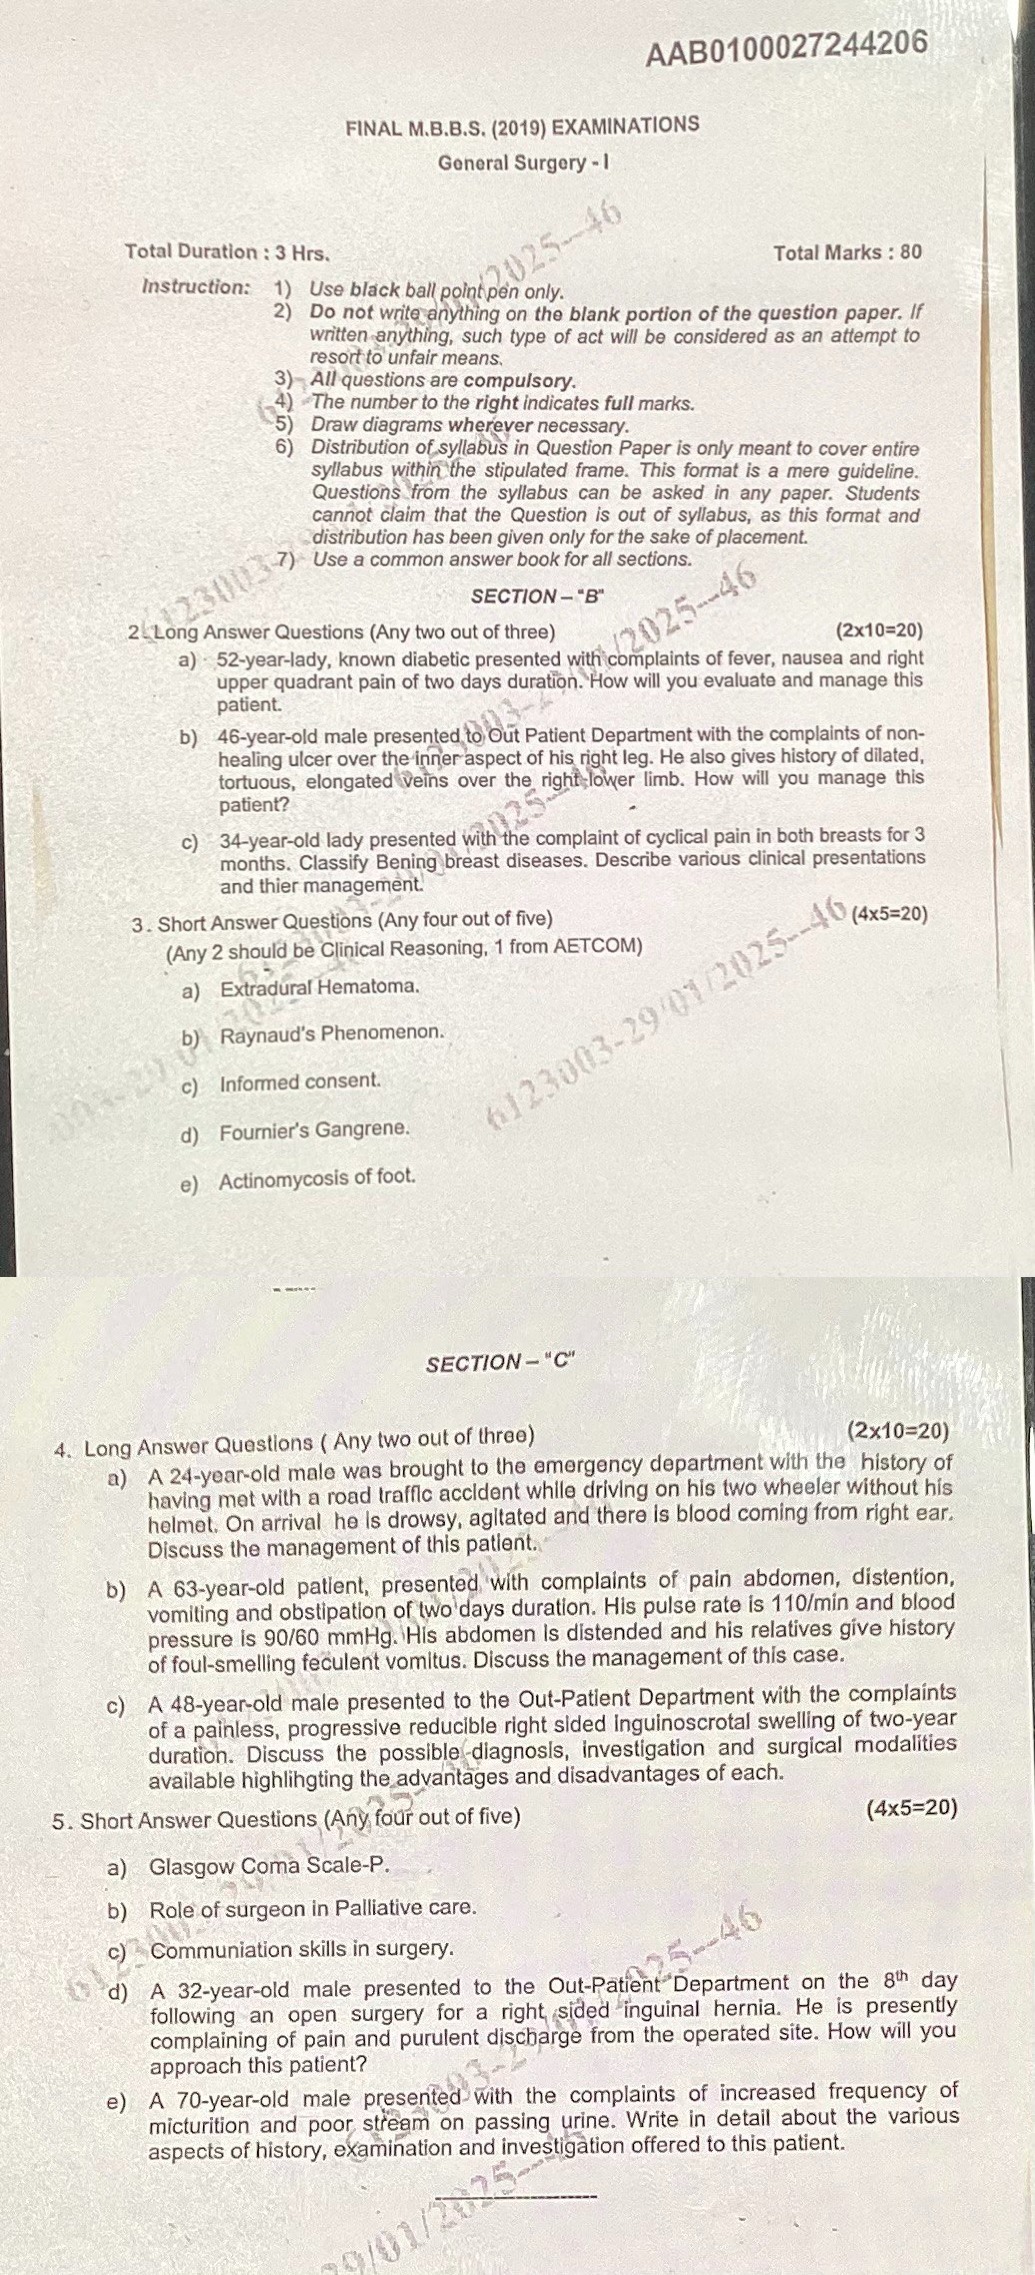 AAB0100027244206
FINAL M.B.B.S. (2019) EXAMINATIONS
General Surgery - I
Total Duration : 3 Hrs.
Total Marks : 80
Instruction: 1) Use black ball point pen only.
2) Do not write anything on the blank portion of the question paper. If
written anything, such type of act will be considered as an attempt to
resort to unfair means.
3) All questions are compulsory.
4) The number to the right indicates full marks.
5) Draw diagrams wherever necessary.
6) Distribution of syllabus in Question Paper is only meant to cover entire
syllabus within the stipulated frame. This format is a mere guideline.
Questions from the syllabus can be asked in any paper. Students
cannot claim that the Question is out of syllabus, as this format and
distribution has been given only for the sake of placement.
7) Use a common answer book for all sections.
SECTION – "B"
2. Long Answer Questions (Any two out of three) (2x10=20)
a) 52-year-lady, known diabetic presented with complaints of fever, nausea and right
upper quadrant pain of two days duration. How will you evaluate and manage this
patient.
b) 46-year-old male presented to Out Patient Department with the complaints of non-
healing ulcer over the inner aspect of his right leg. He also gives history of dilated,
tortuous, elongated veins over the right lower limb. How will you manage this
patient?
c) 34-year-old lady presented with the complaint of cyclical pain in both breasts for 3
months. Classify Bening breast diseases. Describe various clinical presentations
and thier management.
3. Short Answer Questions (Any four out of five) (4x5=20)
(Any 2 should be Clinical Reasoning, 1 from AETCOM)
a) Extradural Hematoma.
b) Raynaud's Phenomenon.
c) Informed consent.
d) Fournier's Gangrene.
e) Actinomycosis of foot.
6123003-29/01/2025--46
SECTION – "C"
4. Long Answer Questions ( Any two out of three) (2x10=20)
a) A 24-year-old male was brought to the emergency department with the history of
having met with a road traffic accident while driving on his two wheeler without his
helmet. On arrival he is drowsy, agitated and there is blood coming from right ear.
Discuss the management of this patient.
b) A 63-year-old patient, presented with complaints of pain abdomen, distention,
vomiting and obstipation of two days duration. His pulse rate is 110/min and blood
pressure is 90/60 mmHg. His abdomen is distended and his relatives give history
of foul-smelling feculent vomitus. Discuss the management of this case.
c) A 48-year-old male presented to the Out-Patient Department with the complaints
of a painless, progressive reducible right sided inguinoscrotal swelling of two-year
duration. Discuss the possible diagnosis, investigation and surgical modalities
available highlihgting the advantages and disadvantages of each.
5. Short Answer Questions (Any four out of five) (4x5=20)
a) Glasgow Coma Scale-P.
b) Role of surgeon in Palliative care.
c) Communiation skills in surgery.
d) A 32-year-old male presented to the Out-Patient Department on the 8th day
following an open surgery for a right sided inguinal hernia. He is presently
complaining of pain and purulent discharge from the operated site. How will you
approach this patient?
e) A 70-year-old male presented with the complaints of increased frequency of
micturition and poor stream on passing urine. Write in detail about the various
aspects of history, examination and investigation offered to this patient.